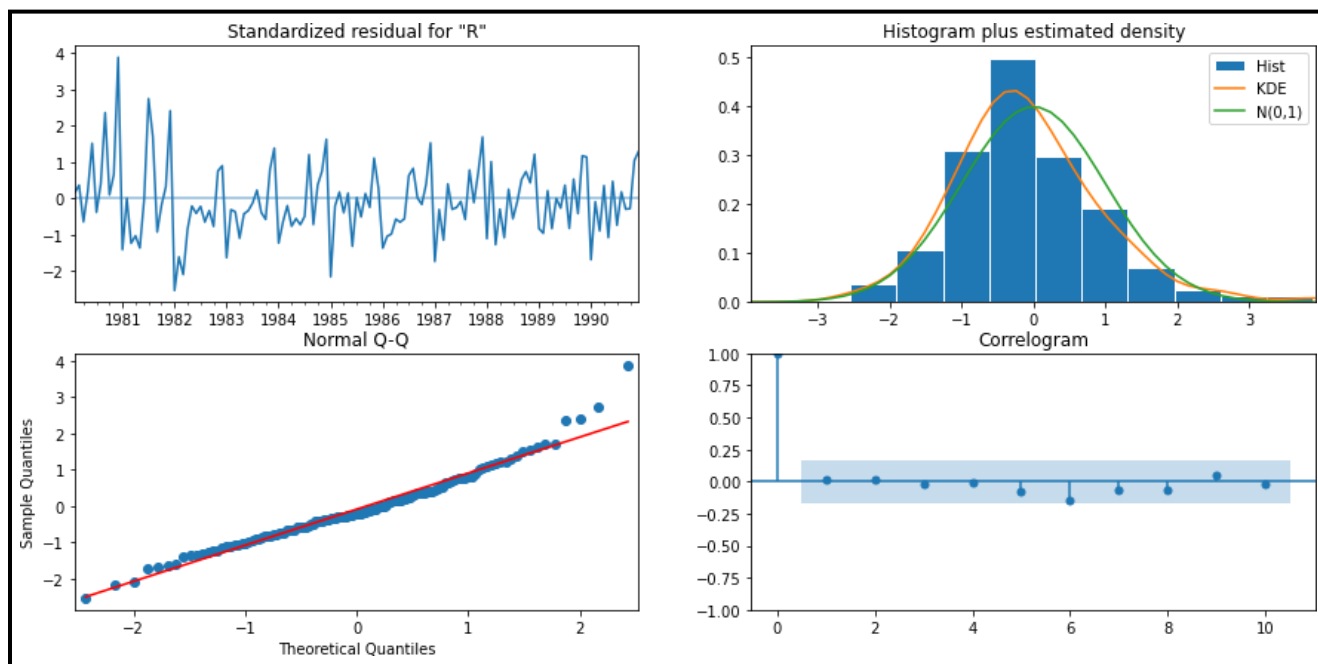 Standardized residual for "R"
4
3
2
1
0
−1
−2
1981 1982 1983 1984 1985 1986 1987 1988 1989 1990
Histogram plus estimated density
0.5
0.4
0.3
0.2
0.1
0.0
Hist
KDE
N(0,1)
−3 −2 −1 0 1 2 3
Normal Q-Q
Sample Quantiles
4
3
2
1
0
−1
−2
−2 −1 0 1 2
Theoretical Quantiles
Correlogram
1.00
0.75
0.50
0.25
0.00
−0.25
−0.50
−0.75
−1.00
0 2 4 6 8 10